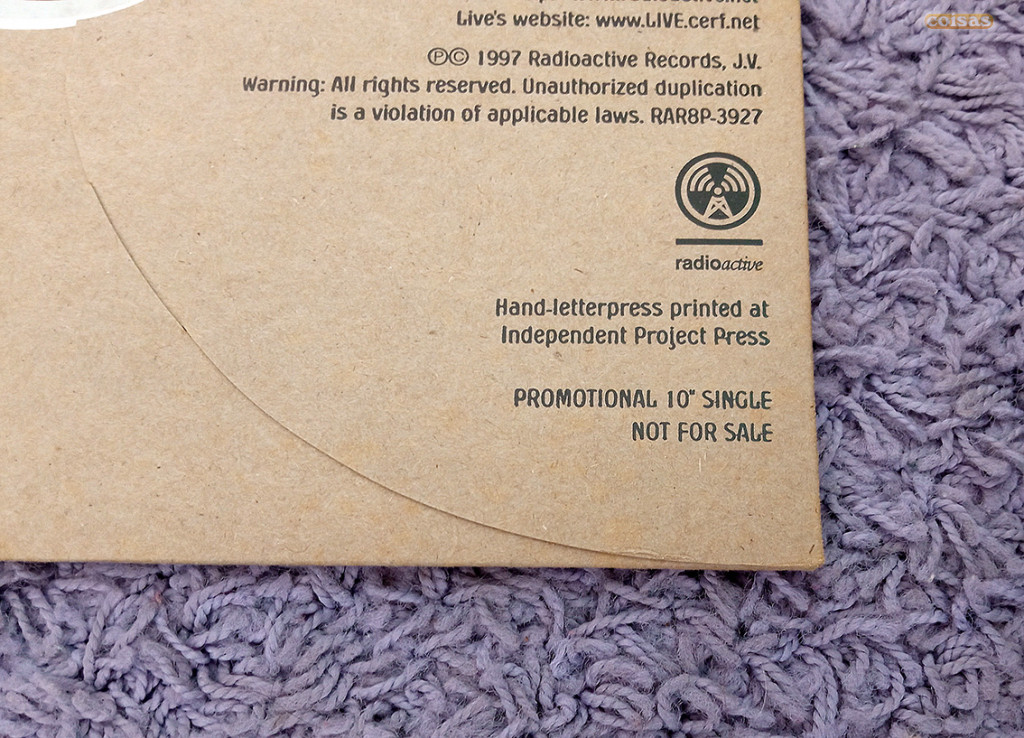 coisas
Live's website: www.LIVE.cerf.net
℗© 1997 Radioactive Records, J.V.
Warning: All rights reserved. Unauthorized duplication
is a violation of applicable laws. RAR8P-3927
radioactive
Hand-letterpress printed at
Independent Project Press
PROMOTIONAL 10" SINGLE
NOT FOR SALE